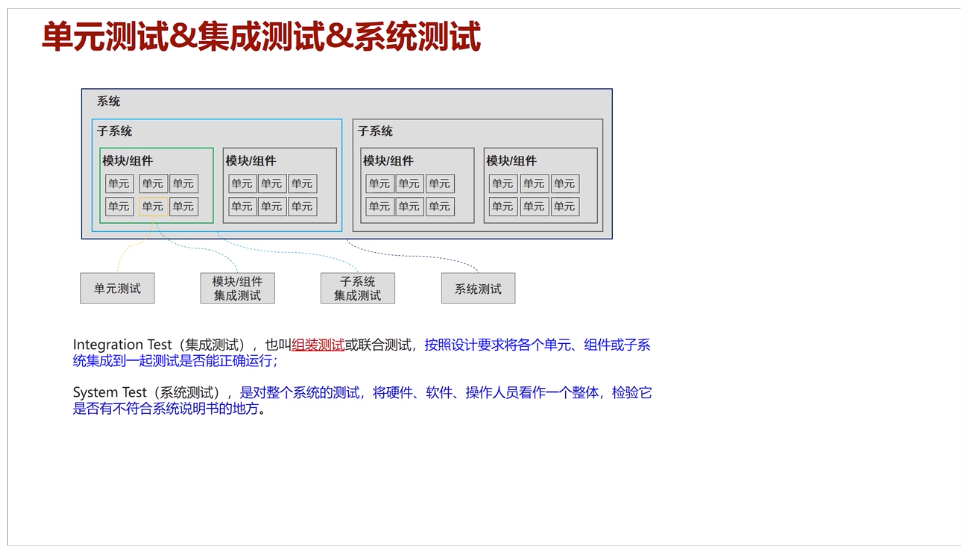 单元测试&集成测试&系统测试
系统
子系统 子系统
模块/组件 模块/组件 模块/组件 模块/组件
单元 单元 单元 单元 单元 单元 单元 单元 单元 单元 单元 单元
单元 单元 单元 单元 单元 单元 单元 单元 单元 单元 单元 单元
单元测试
模块/组件
集成测试
子系统
集成测试
系统测试
Integration Test（集成测试），也叫组装测试或联合测试，按照设计要求将各个单元、组件或子系
统集成到一起测试是否能正确运行；
System Test（系统测试），是对整个系统的测试，将硬件、软件、操作人员看作一个整体，检验它
是否有不符合系统说明书的地方。